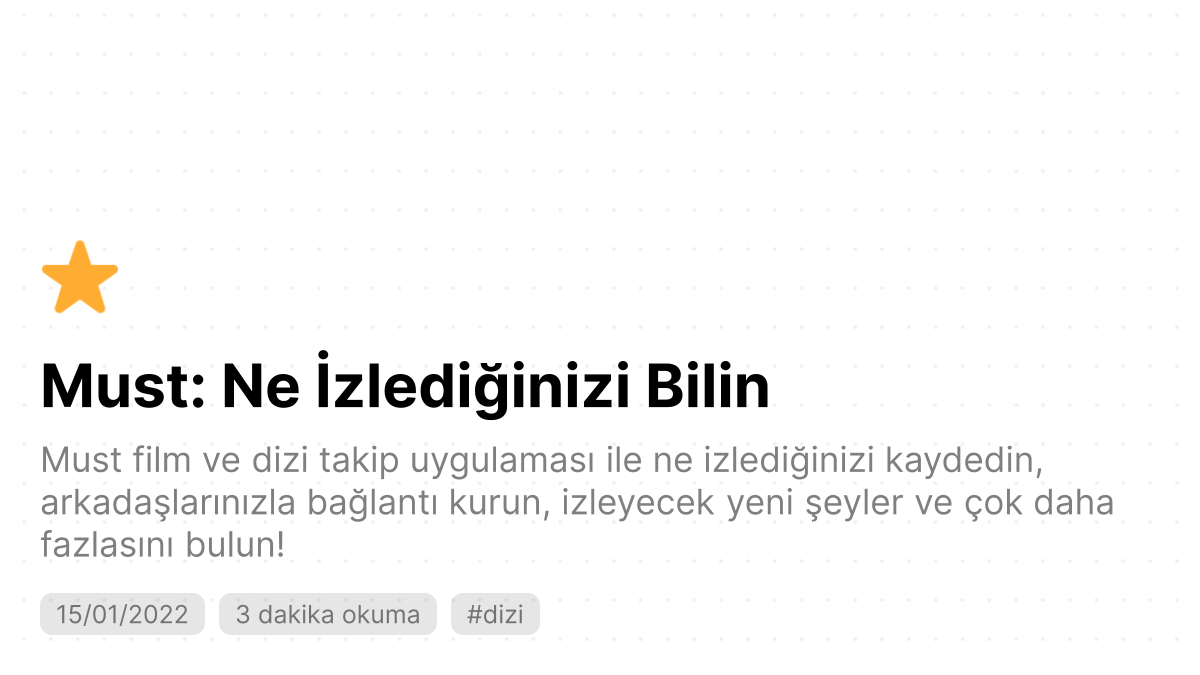 Must: Ne İzlediğinizi Bilin
Must film ve dizi takip uygulaması ile ne izlediğinizi kaydedin,
arkadaşlarınızla bağlantı kurun, izleyecek yeni şeyler ve çok daha
fazlasını bulun!
15/01/2022 3 dakika okuma #dizi